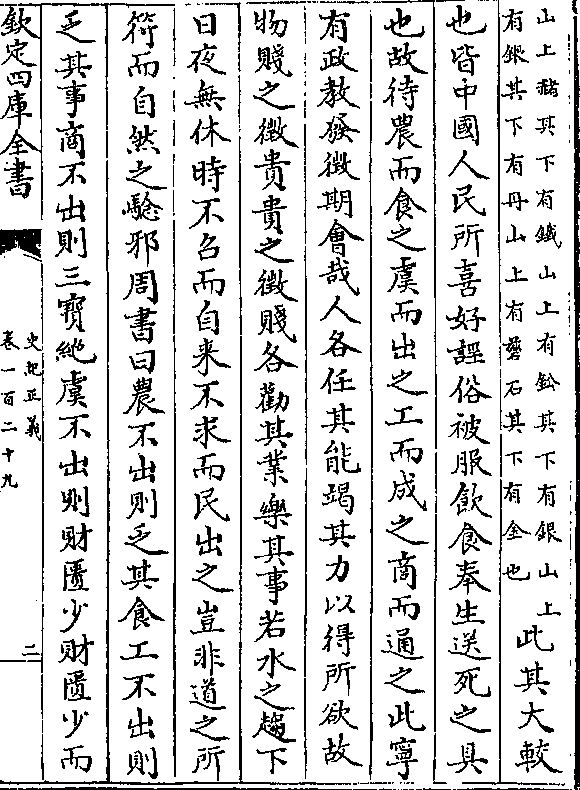 山上赭其下有鐵山上有鉛其下有銀山上
有銀其下有丹山上有磬石其下有金也
此其大較
也皆中國人民所喜好謡俗被服飲食奉生送死之具
也故待農而食之虞而出之工而成之商而通之此寧
有政教發徵期會哉人各任其能竭其力以得所欲故
物賤之徵貴貴之徵賤各勸其業樂其事若水之趨下
日夜無休時不召而自来不求而民出之豈非道之所
符而自然之驗邪周書曰農不出則乏其食工不出則
乏其事商不出則三寶絶虞不出則財匱少財匱少而
欽定四庫全書
史記正義
卷一百二十九
二